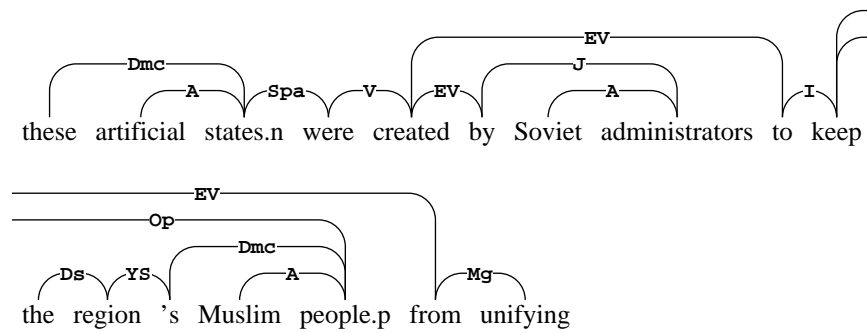 EV
Dmc J
A Spa V EV A I
these artificial states.n were created by Soviet administrators to keep
EV
Op
Dmc
Ds YS A Mg
the region ’s Muslim people.p from unifying